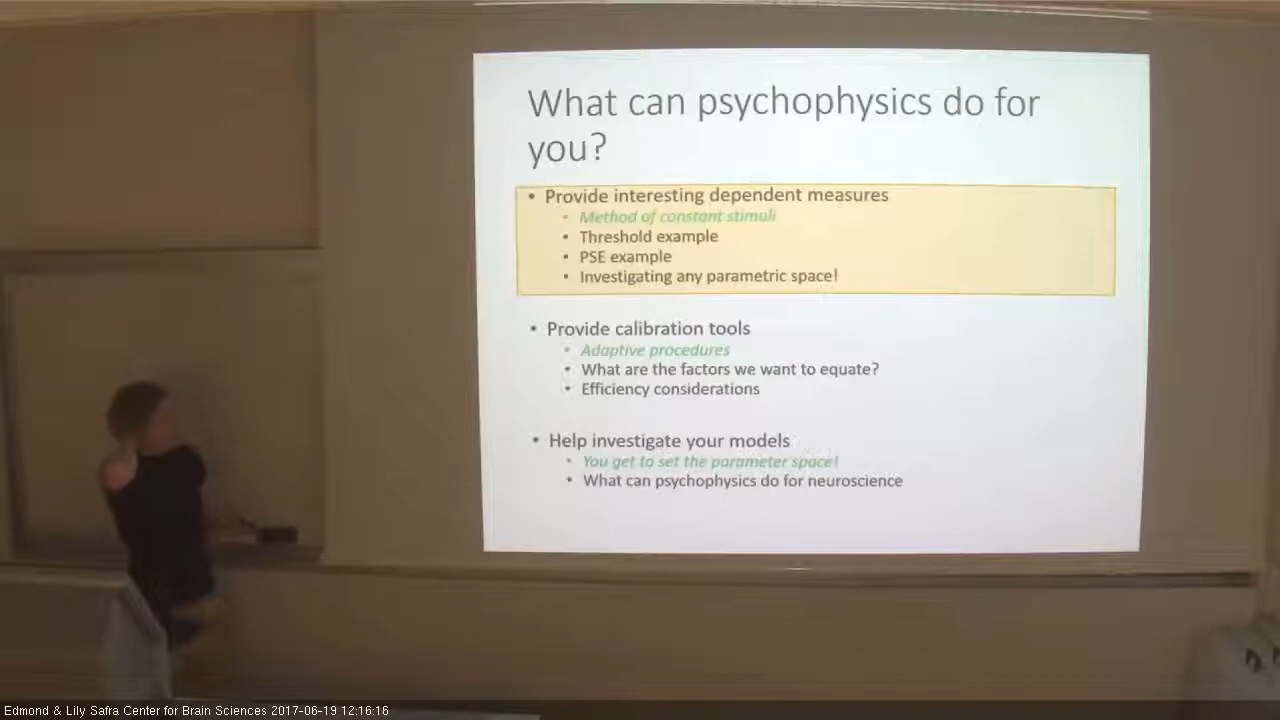 What can psychophysics do for
you?
• Provide interesting dependent measures
• Method of constant stimuli
• Threshold example
• PSE example
• Investigating any parametric space!
• Provide calibration tools
• Adaptive procedures
• What are the factors we want to equate?
• Efficiency considerations
• Help investigate your models
• You get to set the parameter space!
• What can psychophysics do for neuroscience
Edmond & Lily Safra Center for Brain Sciences 2017-06-19 12:16:16